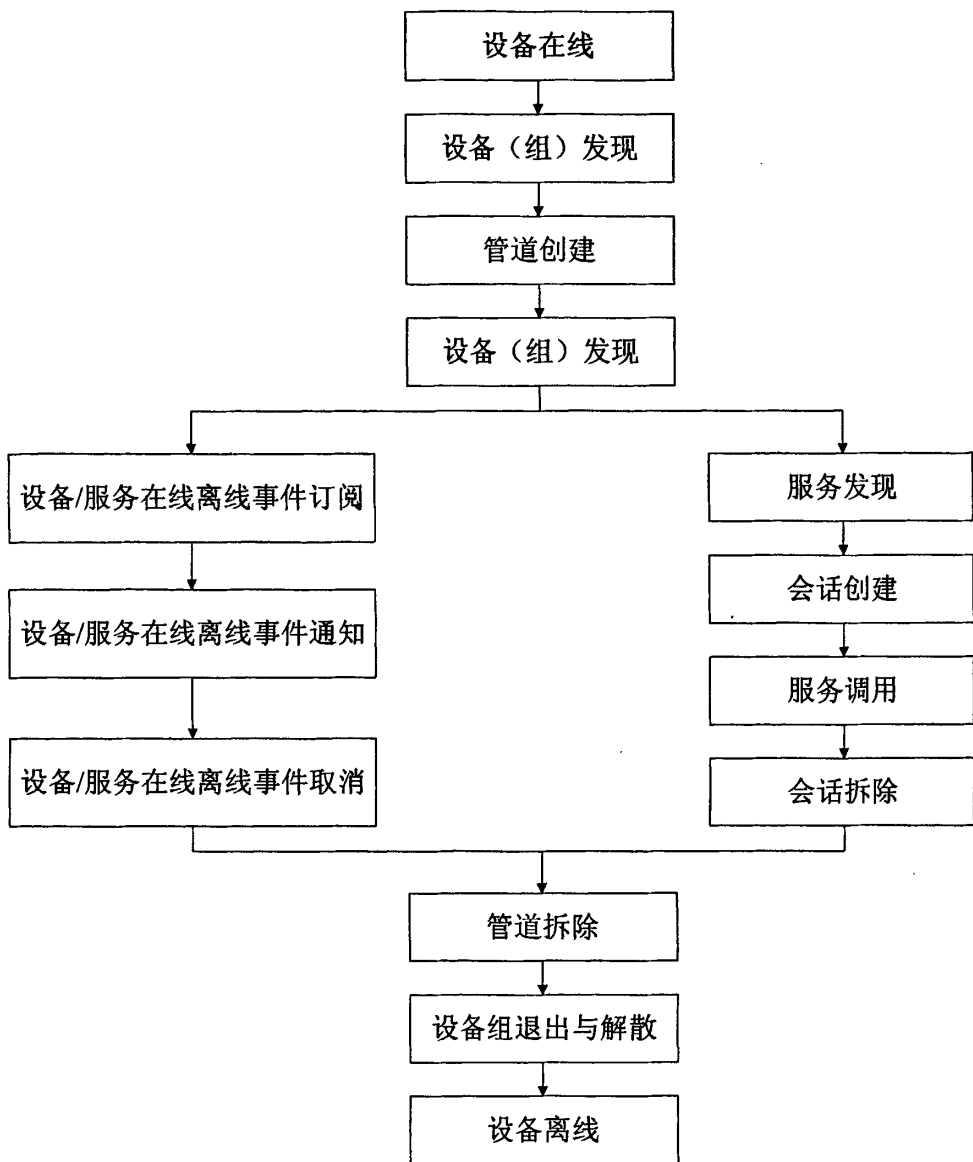 设备在线
设备（组）发现
管道创建
设备（组）发现
设备/服务在线离线事件订阅
设备/服务在线离线事件通知
设备/服务在线离线事件取消
服务发现
会话创建
服务调用
会话拆除
管道拆除
设备组退出与解散
设备离线